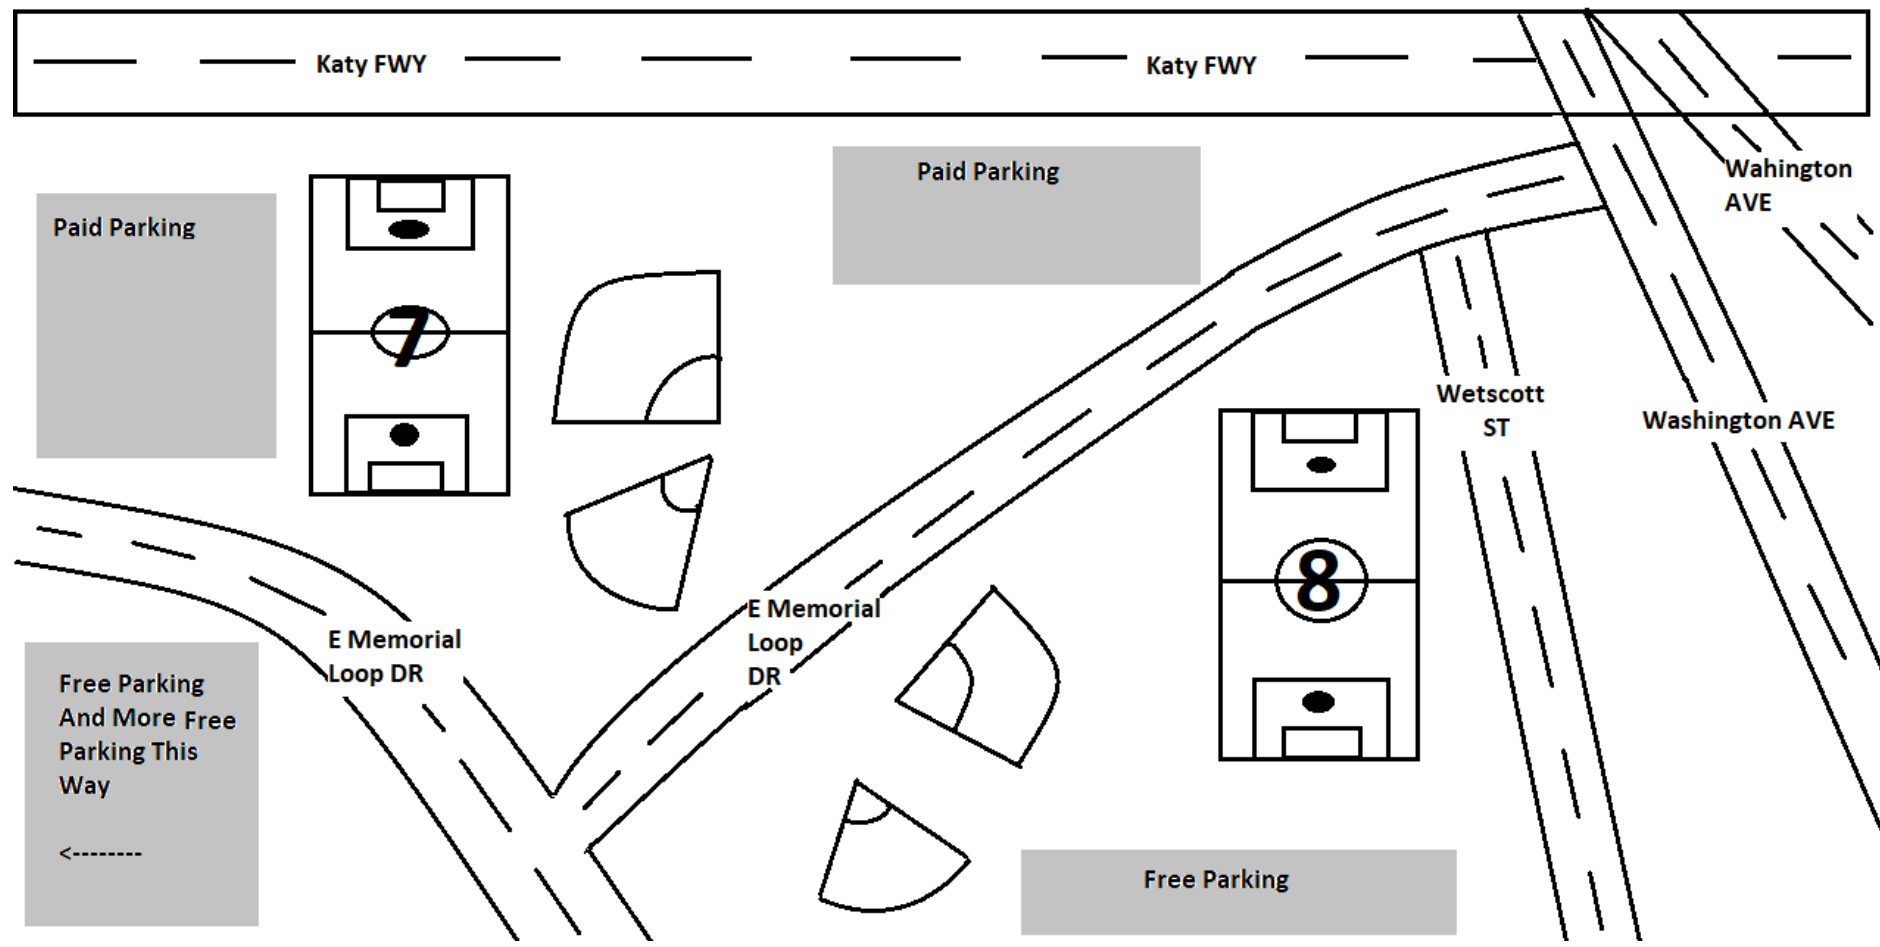 Katy FWY
Katy FWY
Paid Parking
Wahington
AVE
Paid Parking
7
Wetscott
ST
Washington AVE
8
E Memorial
Loop
DR
E Memorial
Loop DR
Free Parking
And More Free
Parking This
Way
<--------
Free Parking